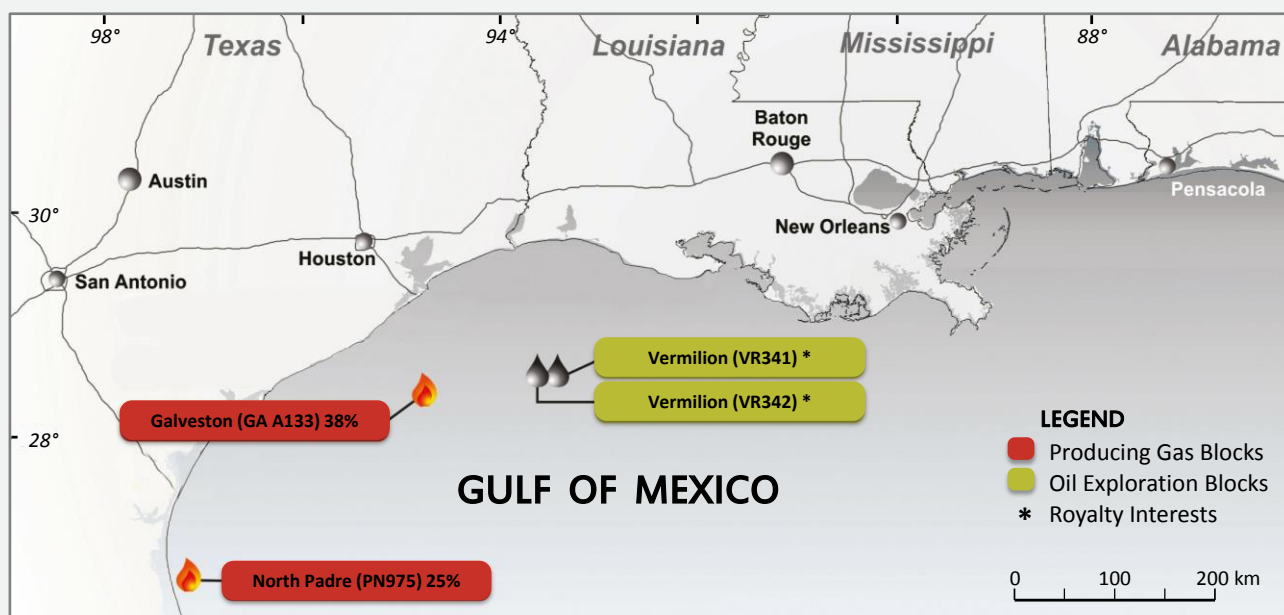 98°
Texas
94°
Louisiana
Mississippi
88°
Alabama
Baton
Rouge
Austin
Pensacola
30°
New Orleans
Houston
San Antonio
Vermilion (VR341) *
Vermilion (VR342) *
Galveston (GA A133) 38%
28°
GULF OF MEXICO
LEGEND
Producing Gas Blocks
Oil Exploration Blocks
* Royalty Interests
North Padre (PN975) 25%
0 100 200 km